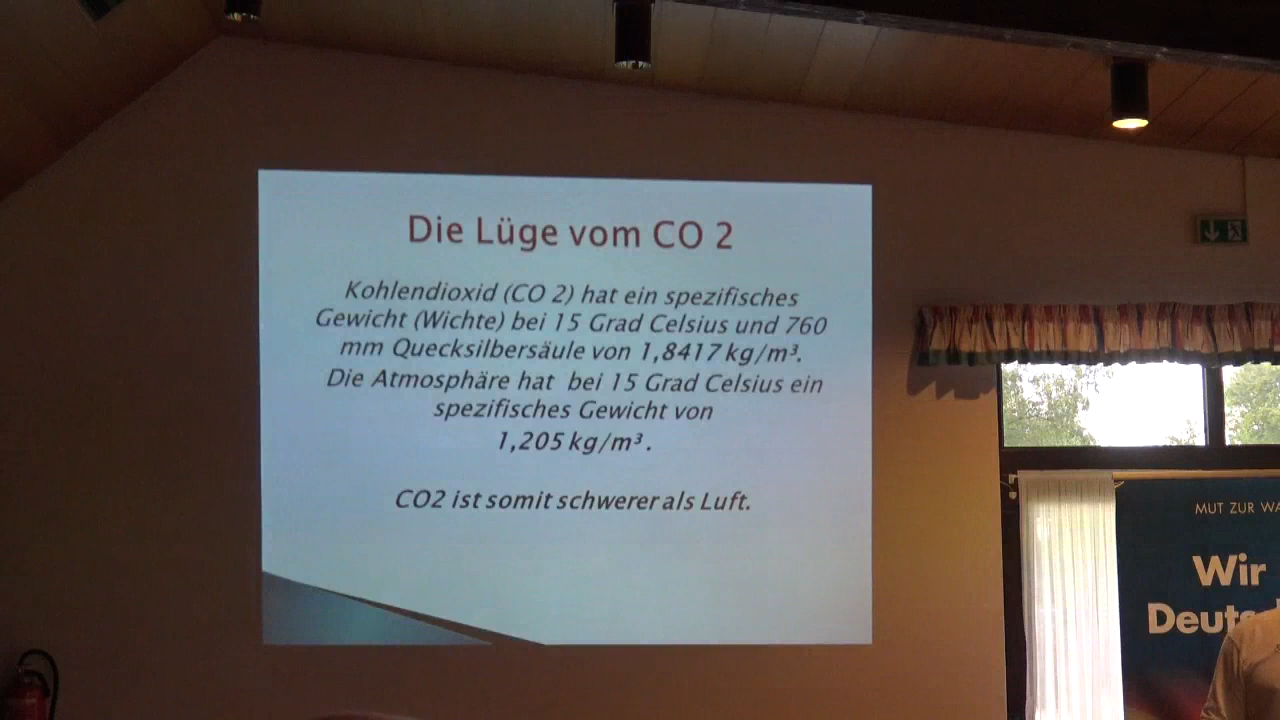 Die Lüge vom CO 2
Kohlendioxid (CO 2) hat ein spezifisches
Gewicht (Wichte) bei 15 Grad Celsius und 760
mm Quecksilbersäule von 1,8417 kg/m³.
Die Atmosphäre hat bei 15 Grad Celsius ein
spezifisches Gewicht von
1,205 kg/m³.
CO2 ist somit schwerer als Luft.
MUT ZUR
Wir